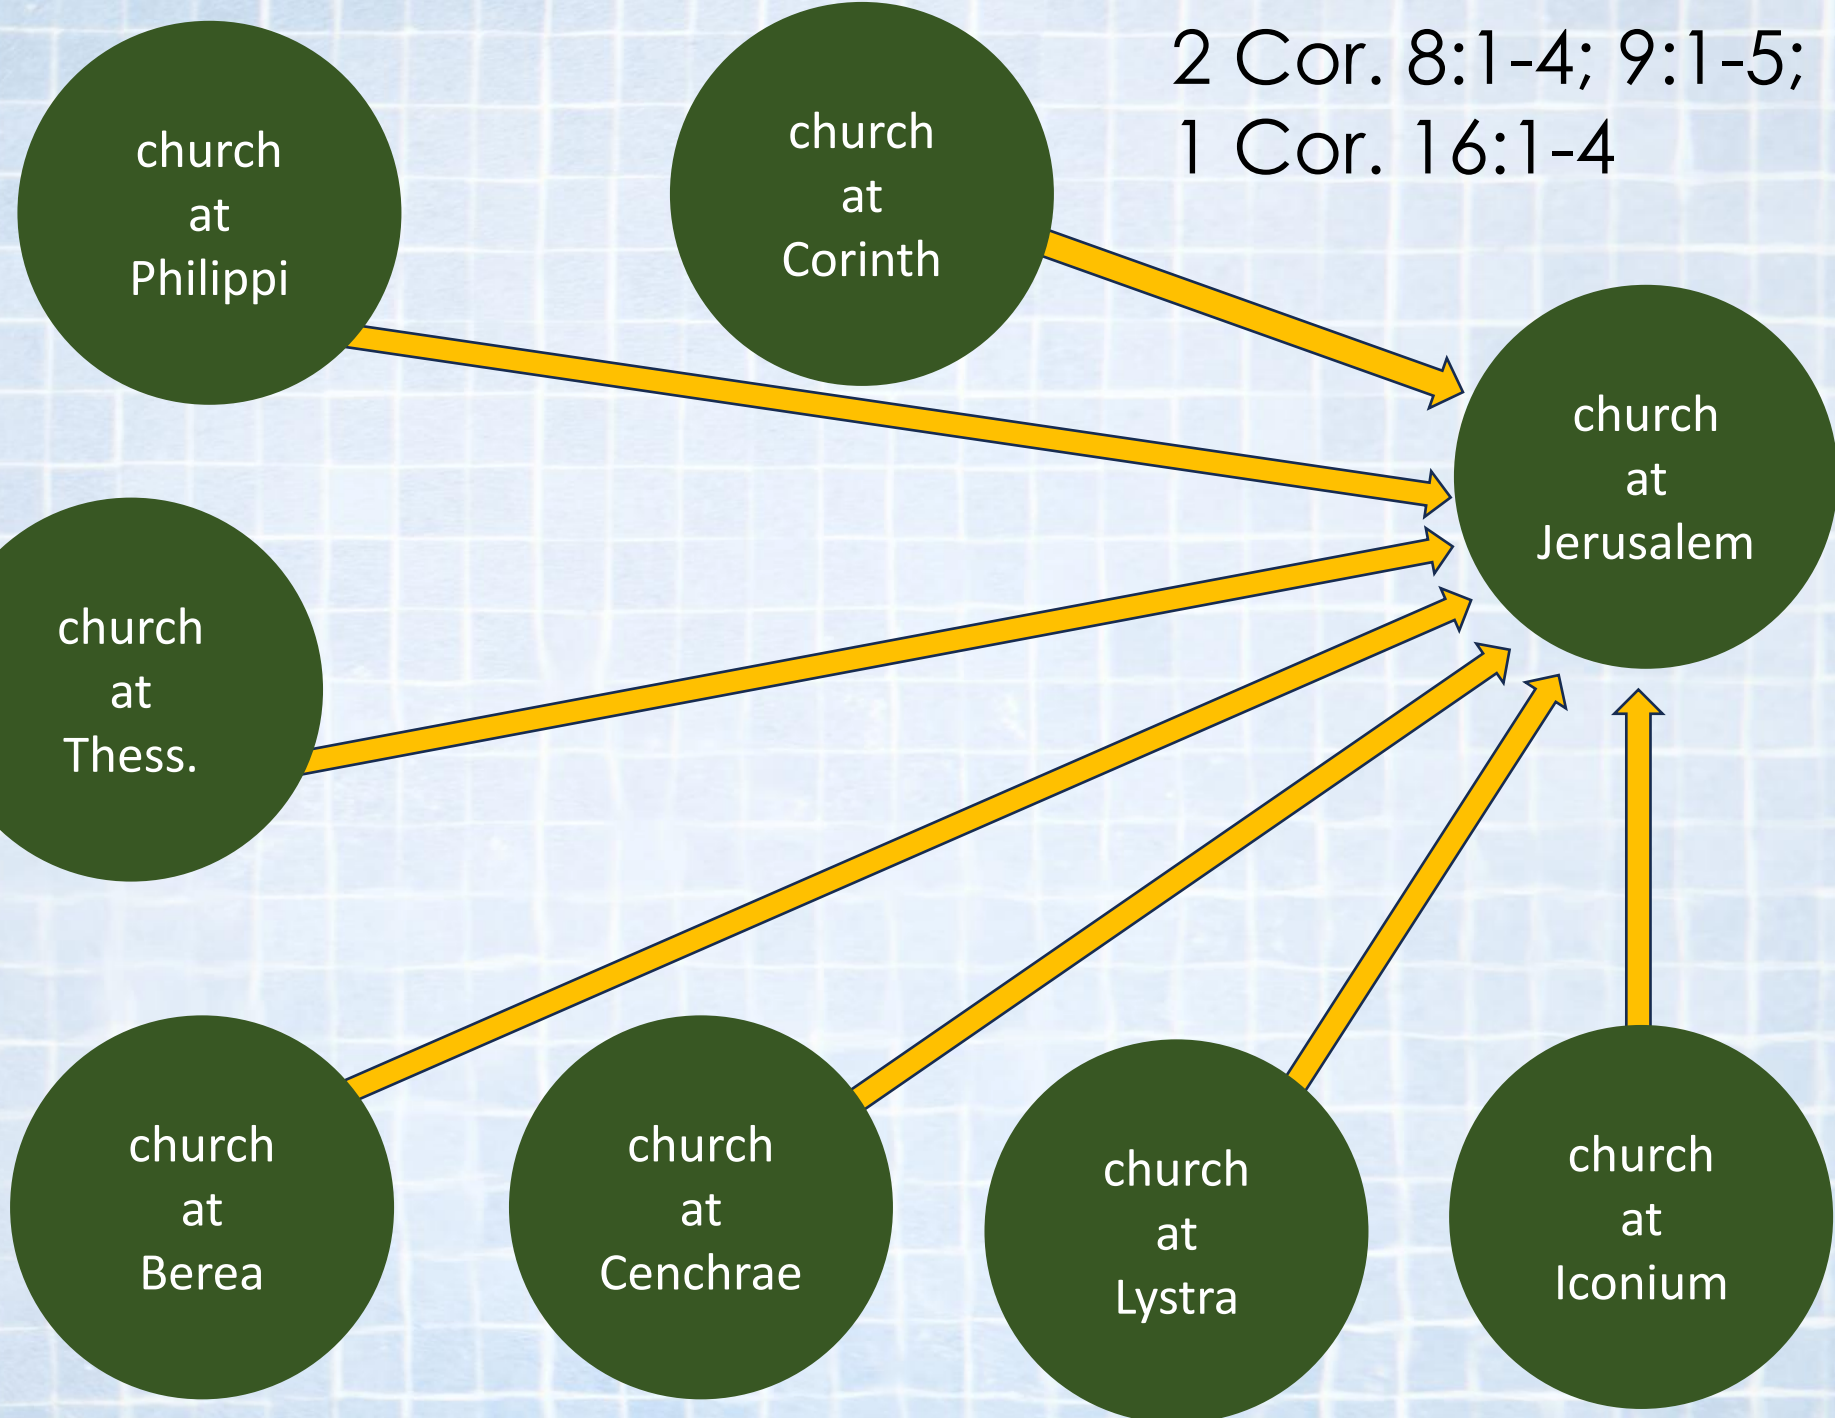 2 Cor. 8:1-4; 9:1-5;
1 Cor. 16:1-4
church
at
Philippi
church
at
Corinth
church
at
Jerusalem
church
at
Thess.
church
at
Berea
church
at
Cenchrae
church
at
Lystra
church
at
Iconium